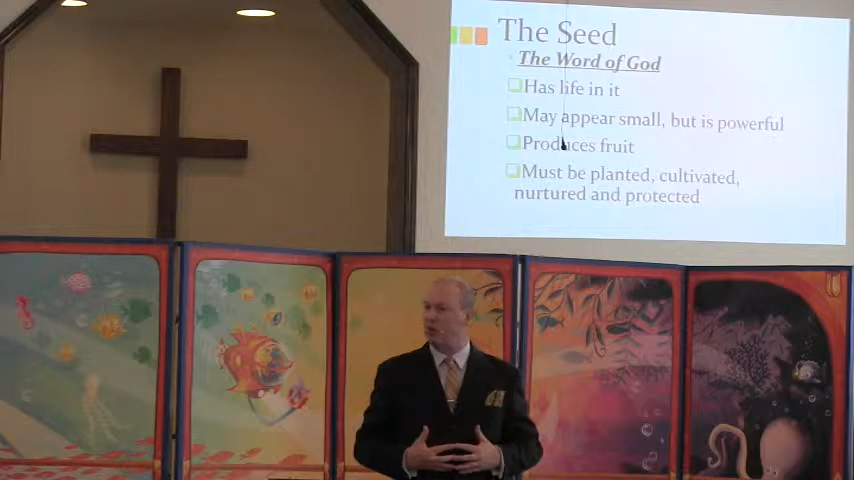 The Seed
The Word of God
Has life in it
May appear small, but is powerful
Produces fruit
Must be planted, cultivated,
nurtured and protected